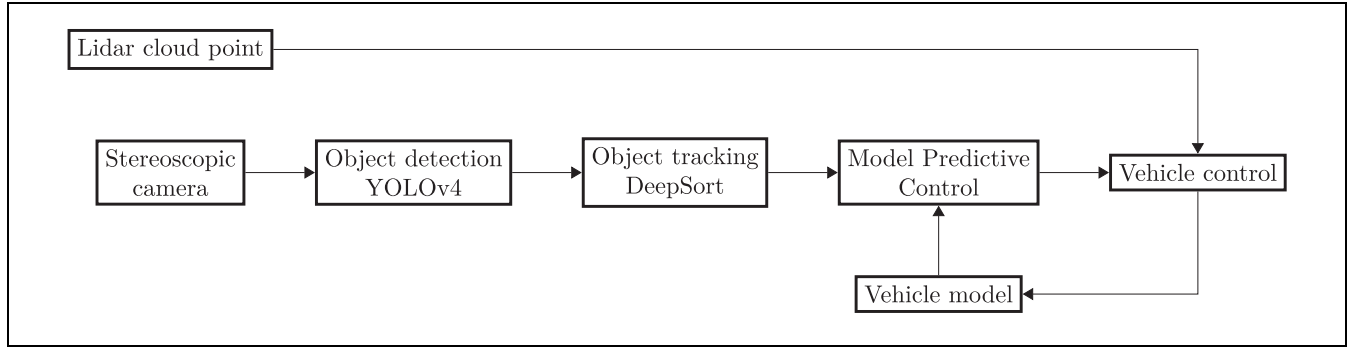 Lidar cloud point
Stereoscopic
camera
Object detection
YOLOv4
Object tracking
DeepSort
Model Predictive
Control
Vehicle control
Vehicle model